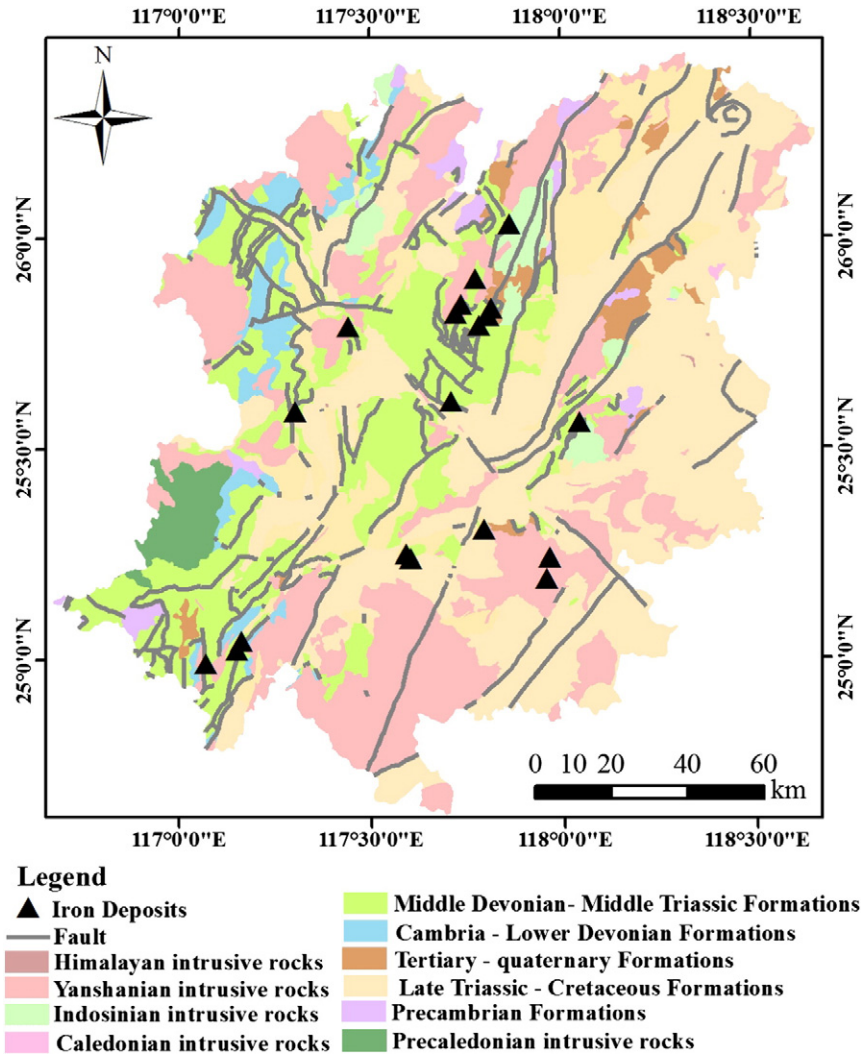 117°0'0"E 117°30'0"E 118°0'0"E 118°30'0"E
N
26°0'0"N
26°0'0"N
25°30'0"N
25°30'0"N
25°0'0"N
25°0'0"N
0 10 20 40 60
km
117°0'0"E 117°30'0"E 118°0'0"E 118°30'0"E
Legend
Iron Deposits
Fault
Himalayan intrusive rocks
Yanshanian intrusive rocks
Indosinian intrusive rocks
Caledonian intrusive rocks
Middle Devonian- Middle Triassic Formations
Cambria - Lower Devonian Formations
Tertiary - quaternary Formations
Late Triassic - Cretaceous Formations
Precambrian Formations
Precaledonian intrusive rocks